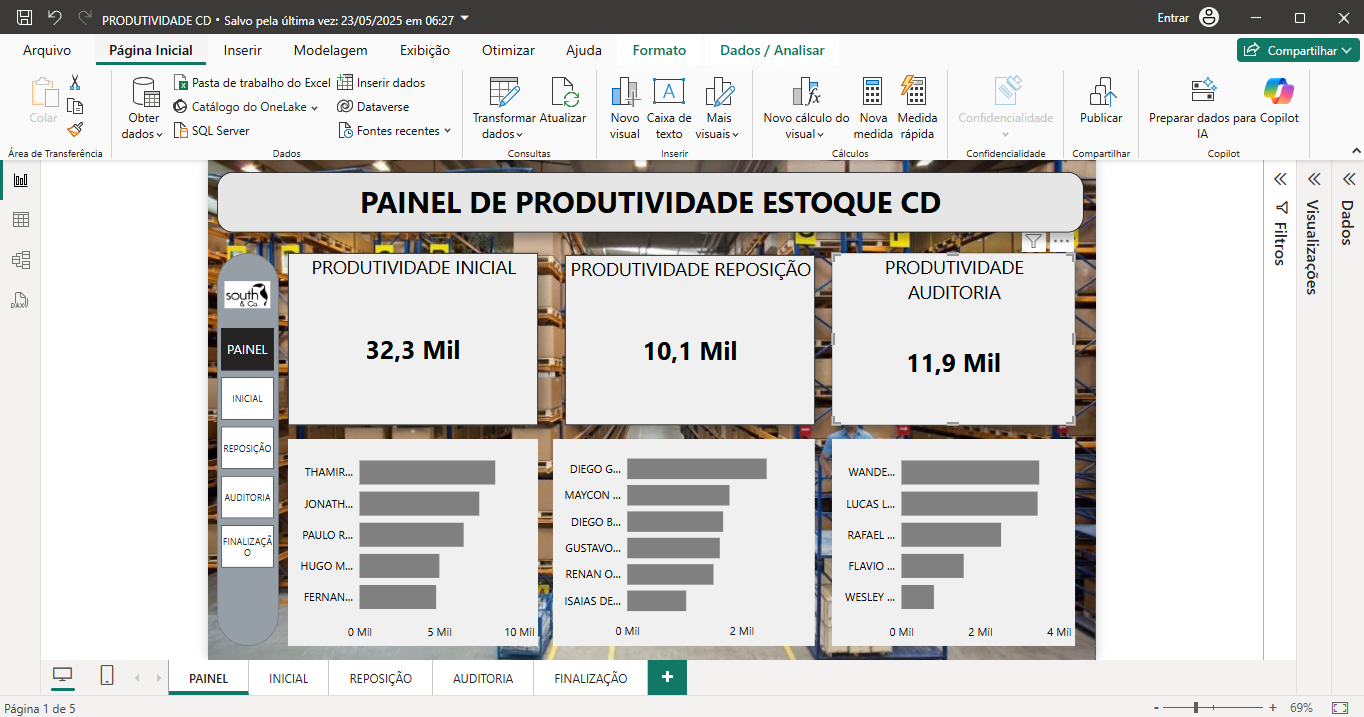 PRODUTIVIDADE CD • Salvo pela última vez: 23/05/2025 em 06:27
Entrar
Arquivo
Página Inicial
Inserir
Modelagem
Exibição
Otimizar
Ajuda
Formato
Dados / Analisar
Compartilhar
Colar
Área de Transferência
Obter
dados
Pasta de trabalho do Excel
Catálogo do OneLake
SQL Server
Inserir dados
Dataverse
Fontes recentes
Dados
Transformar
dados
Atualizar
Consultas
Novo
visual
Caixa de
texto
Mais
visuais
Inserir
Novo cálculo do
visual
Nova
medida
Medida
rápida
Cálculos
Confidencialidade
Confidencialidade
Publicar
Compartilhar
Preparar dados para
IA
Copilot
Copilot
DAX
PAINEL DE PRODUTIVIDADE ESTOQUE CD
south
& Co
PAINEL
INICIAL
REPOSIÇÃO
AUDITORIA
FINALIZAÇÃ
O
PRODUTIVIDADE INICIAL
32,3 Mil
PRODUTIVIDADE REPOSIÇÃO
10,1 Mil
PRODUTIVIDADE
AUDITORIA
11,9 Mil
THAMIR...
JONATH...
PAULO R...
HUGO M...
FERNAN...
0 Mil 5 Mil 10 Mil
DIEGO G...
MAYCON ...
DIEGO B...
GUSTAVO...
RENAN O...
ISAIAS DE...
0 Mil 2 Mil
WANDE...
LUCAS L...
RAFAEL ...
FLAVIO ...
WESLEY ...
0 Mil 2 Mil 4 Mil
Filtros
Visualizações
Dados
PAINEL
INICIAL
REPOSIÇÃO
AUDITORIA
FINALIZAÇÃO
Página 1 de 5
69%